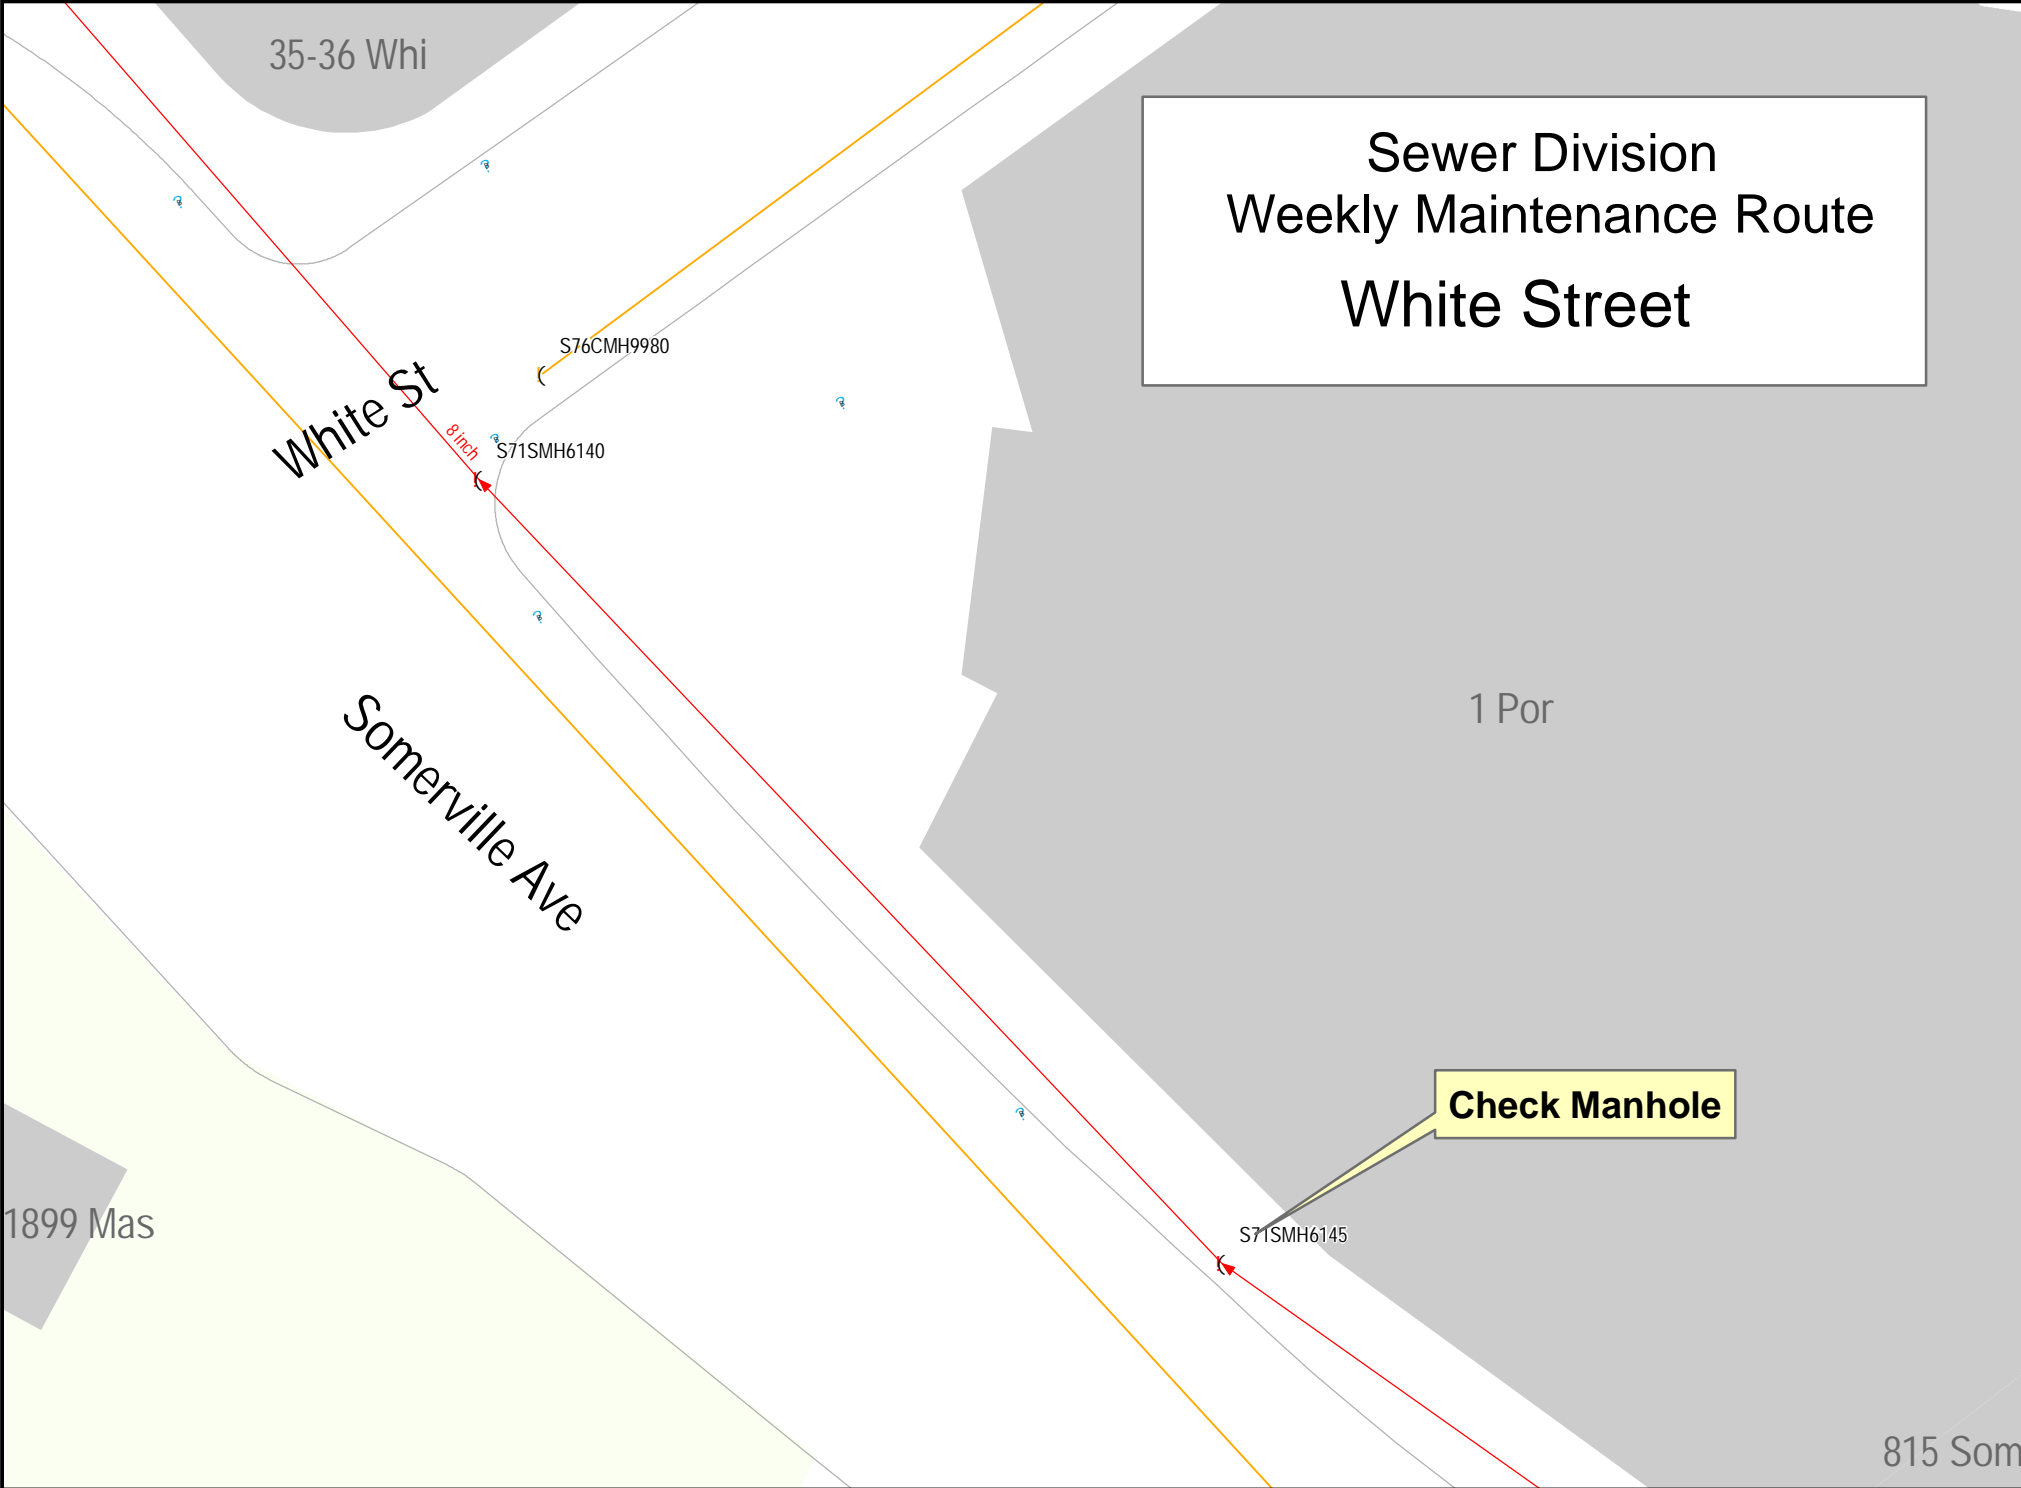 35-36 Whi
Sewer Division
Weekly Maintenance Route
White Street
S76CMH9980
White St
8 inch
S71SMH6140
1 Por
Somerville Ave
Check Manhole
1899 Mas
S71SMH6145
815 Som